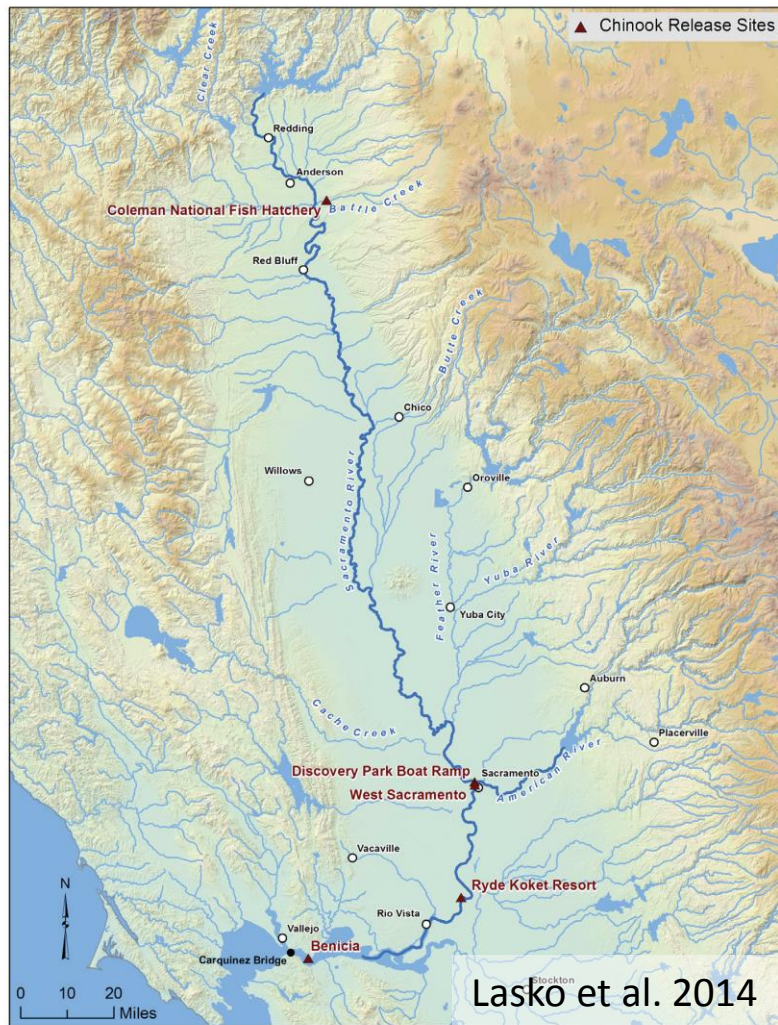 Chinook Release Sites
Clear Creek
Redding
Anderson
Coleman National Fish Hatchery
Battle Creek
Red Bluff
Butte Creek
Chico
Willows
Oroville
Sacramento River
Feather River
Yuba River
Yuba City
Auburn
Cache Creek
Placerville
Discovery Park Boat Ramp
Sacramento
West Sacramento
American River
Vacaville
N
Ryde Koket Resort
Rio Vista
Vallejo
Benicia
Carquinez Bridge
Stockton
Lasko et al. 2014
0 10 20
Miles